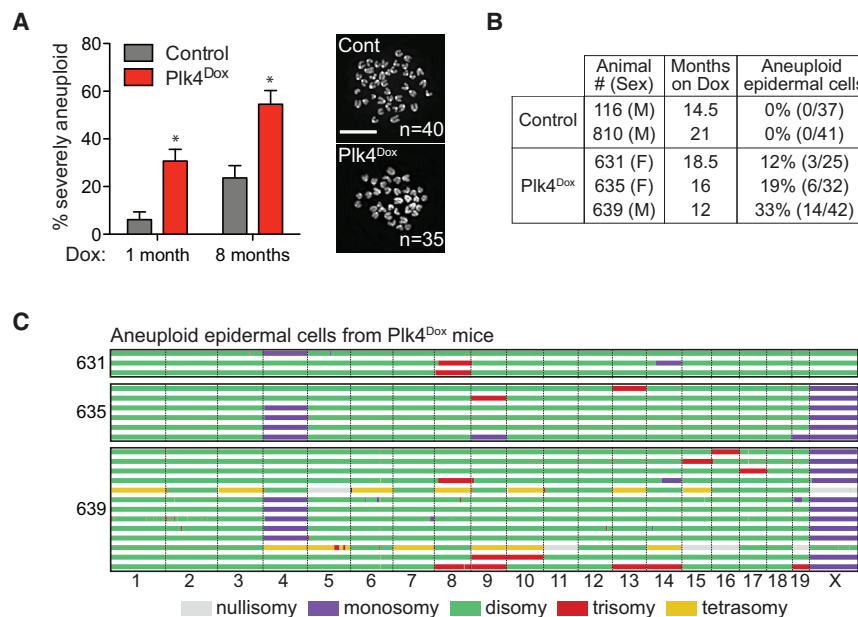 A
80
60
40
20
0
% severely aneuploid
Control
Plk4Dox
*
*
Dox: 1 month 8 months
Cont
n=40
Plk4Dox
n=35
B
Animal # (Sex) Months on Dox Aneuploid epidermal cells
Control
116 (M) 14.5 0% (0/37)
810 (M) 21 0% (0/41)
Plk4Dox
631 (F) 18.5 12% (3/25)
635 (F) 16 19% (6/32)
639 (M) 12 33% (14/42)
C
Aneuploid epidermal cells from Plk4Dox mice
631
635
639
1 2 3 4 5 6 7 8 9 10 11 12 13 14 15 16 17 18 19 X
nullisomy monosomy disomy trisomy tetrasomy